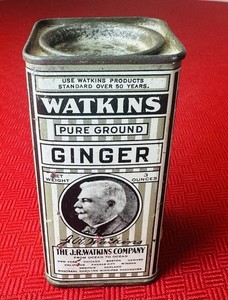 USE WATKINS PRODUCTS
STANDARD OVER 50 YEARS.
WATKINS
PURE GROUND
GINGER
NET
WEIGHT
3
OUNCES
THE J.R.WATKINS COMPANY
FROM OCEAN TO OCEAN